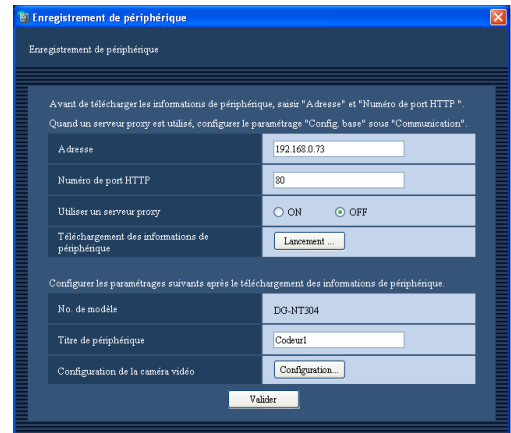 Enregistrement de périphérique
Enregistrement de périphérique
Avant de télécharger les informations de périphérique, saisir "Adresse" et "Numéro de port HTTP ".
Quand un serveur proxy est utilisé, configurer le paramétrage "Config. base" sous "Communication".
Adresse 192.168.0.73
Numéro de port HTTP 80
Utiliser un serveur proxy ON OFF
Téléchargement des informations de
périphérique Lancement ...
Configurer les paramétrages suivants après le téléchargement des informations de périphérique.
No. de modèle DG-NT304
Titre de périphérique Codeur1
Configuration de la caméra vidéo Configuration...
Valider